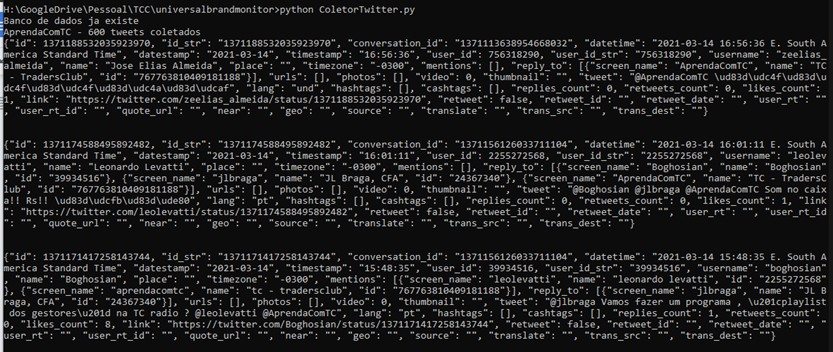 H:\GoogleDrive\Pessoal\TCC\universalbrandmonitor>python ColetorTwitter.py
Banco de dados ja existe
AprendaComTC - 600 tweets coletados
{"id": 1371188532035923970, "id_str": "1371188532035923970", "conversation_id": "1371113638954668032", "datetime": "2021-03-14 16:56:36 E. South A
merica Standard Time", "datestamp": "2021-03-14", "timestamp": "16:56:36", "user_id": 756318290, "user_id_str": "756318290", "username": "zeelias_
almeida", "name": "Jose Elias Almeida", "place": "", "timezone": "-0300", "mentions": [], "reply_to": [{"screen_name": "AprendaComTC", "name": "TC
 - TradersClub", "id": "767763810409181188"}], "urls": [], "photos": [], "video": 0, "thumbnail": "", "tweet": "@AprendaComTC \ud83d\udc4f\ud83d\u
dc4f\ud83d\udc4f\ud83d\udc4a\ud83d\udcaf", "lang": "und", "hashtags": [], "cashtags": [], "replies_count": 0, "retweets_count": 0, "likes_count":
1, "link": "https://twitter.com/zeelias_almeida/status/1371188532035923970", "retweet": false, "retweet_id": "", "retweet_date": "", "user_rt": ""
, "user_rt_id": "", "quote_url": "", "near": "", "geo": "", "source": "", "translate": "", "trans_src": "", "trans_dest": ""}
{"id": 1371174588495892482, "id_str": "1371174588495892482", "conversation_id": "1371156126033711104", "datetime": "2021-03-14 16:01:11 E. South A
merica Standard Time", "datestamp": "2021-03-14", "timestamp": "16:01:11", "user_id": 2255272568, "user_id_str": "2255272568", "username": "leolev
atti", "name": "Leonardo Levatti", "place": "", "timezone": "-0300", "mentions": [], "reply_to": [{"screen_name": "Boghosian", "name": "Boghosian"
, "id": "39934516"}, {"screen_name": "jlbraga", "name": "JL Braga, CFA", "id": "24367340"}, {"screen_name": "AprendaComTC", "name": "TC - TradersC
lub", "id": "767763810409181188"}], "urls": [], "photos": [], "video": 0, "thumbnail": "", "tweet": "@Boghosian @jlbraga @AprendaComTC Som no caix
a!! Rs!! \ud83d\udcfb\ud83d\ude80", "lang": "pt", "hashtags": [], "cashtags": [], "replies_count": 0, "retweets_count": 0, "likes_count": 1, "link
": "https://twitter.com/leolevatti/status/1371174588495892482", "retweet": false, "retweet_id": "", "retweet_date": "", "user_rt": "", "user_rt_id
": "", "quote_url": "", "near": "", "geo": "", "source": "", "translate": "", "trans_src": "", "trans_dest": ""}
{"id": 1371171417258143744, "id_str": "1371171417258143744", "conversation_id": "1371156126033711104", "datetime": "2021-03-14 15:48:35 E. South A
merica Standard Time", "datestamp": "2021-03-14", "timestamp": "15:48:35", "user_id": 39934516, "user_id_str": "39934516", "username": "boghosian"
, "name": "Boghosian", "place": "", "timezone": "-0300", "mentions": [{"screen_name": "leolevatti", "name": "leonardo levatti", "id": "2255272568"
}, {"screen_name": "aprendacomtc", "name": "tc - tradersclub", "id": "767763810409181188"}], "reply_to": [{"screen_name": "jlbraga", "name": "JL B
raga, CFA", "id": "24367340"}], "urls": [], "photos": [], "video": 0, "thumbnail": "", "tweet": "@jlbraga Vamos fazer um programa , \u201cplaylist
 dos gestores\u201d na TC radio ? @leolevatti @AprendaComTC", "lang": "pt", "hashtags": [], "cashtags": [], "replies_count": 1, "retweets_count":
0, "likes_count": 8, "link": "https://twitter.com/Boghosian/status/1371171417258143744", "retweet": false, "retweet_id": "", "retweet_date": "", "
user_rt": "", "user_rt_id": "", "quote_url": "", "near": "", "geo": "", "source": "", "translate": "", "trans_src": "", "trans_dest": ""}